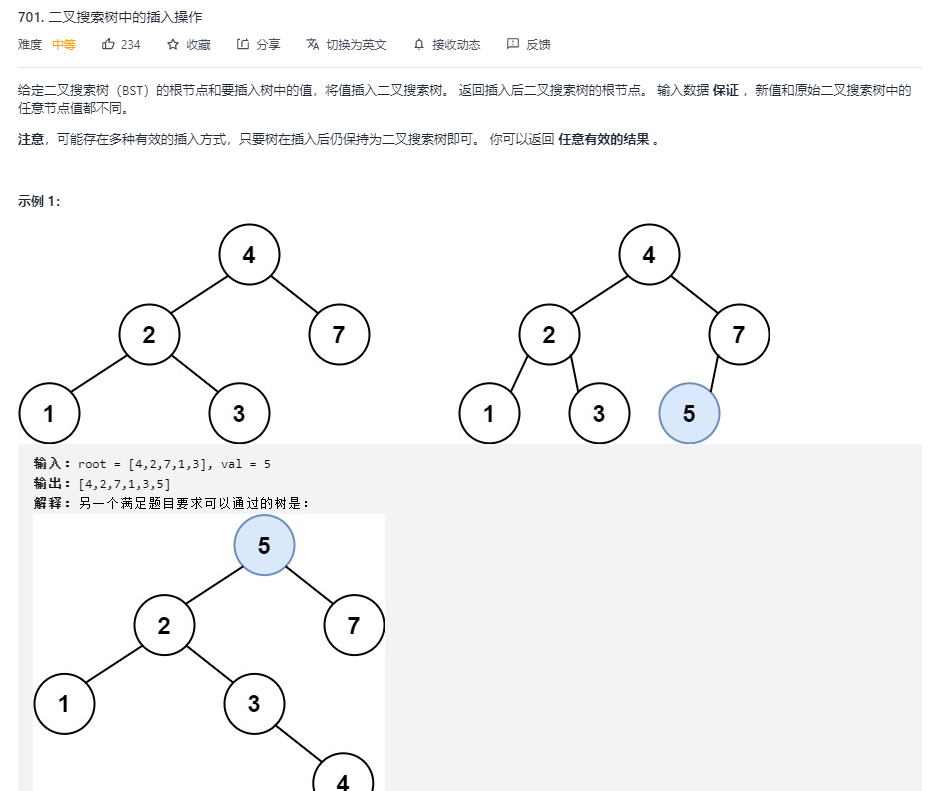 701. 二叉搜索树中的插入操作
难度 中等 234 收藏 分享 切换为英文 接收动态 反馈
给定二叉搜索树（BST）的根节点和要插入树中的值，将值插入二叉搜索树。 返回插入后二叉搜索树的根节点。 输入数据 保证 ，新值和原始二叉搜索树中的
任意节点值都不同。
注意，可能存在多种有效的插入方式，只要树在插入后仍保持为二叉搜索树即可。 你可以返回 任意有效的结果 。
示例 1：
4 4
2 7 2 7
1 3 1 3 5
输入：root = [4,2,7,1,3], val = 5
输出：[4,2,7,1,3,5]
解释：另一个满足题目要求可以通过的树是：
5
2 7
1 3
4